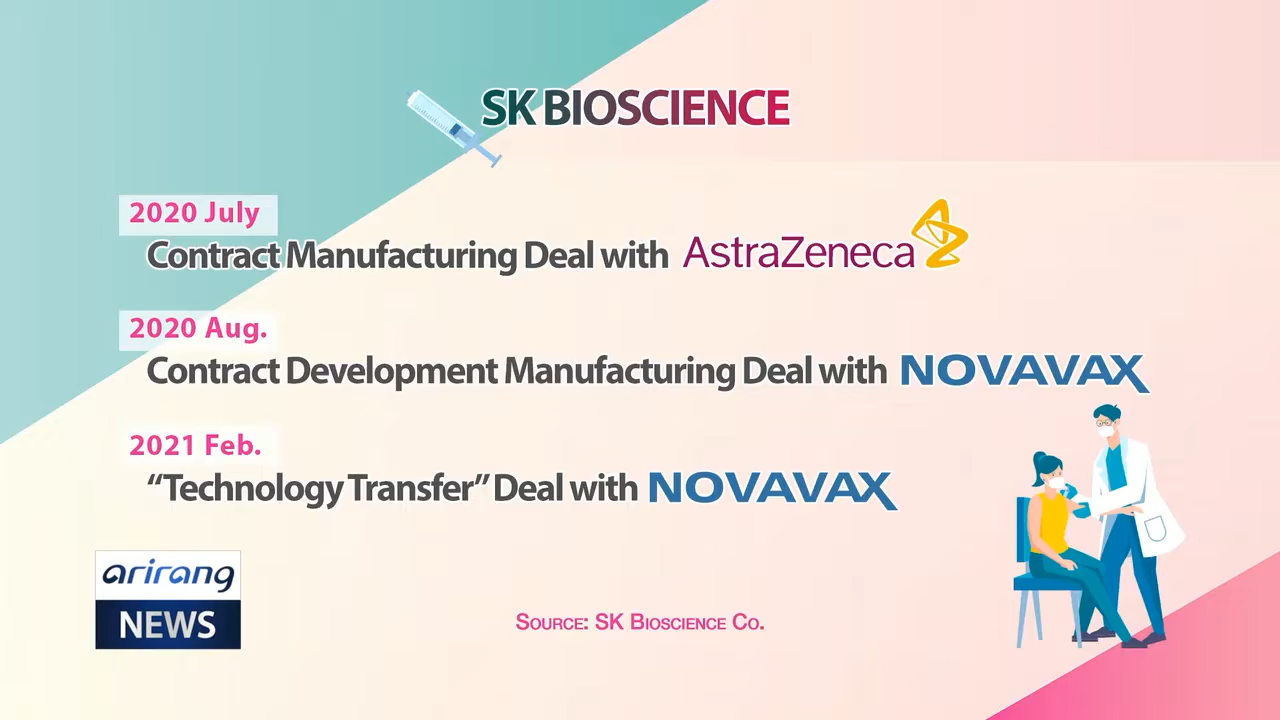 SK BIOSCIENCE
2020 July
Contract Manufacturing Deal with AstraZeneca
2020 Aug.
Contract Development Manufacturing Deal with NOVAVAX
2021 Feb.
“Technology Transfer” Deal with NOVAVAX
arirang
NEWS
SOURCE: SK BIOSCIENCE CO.